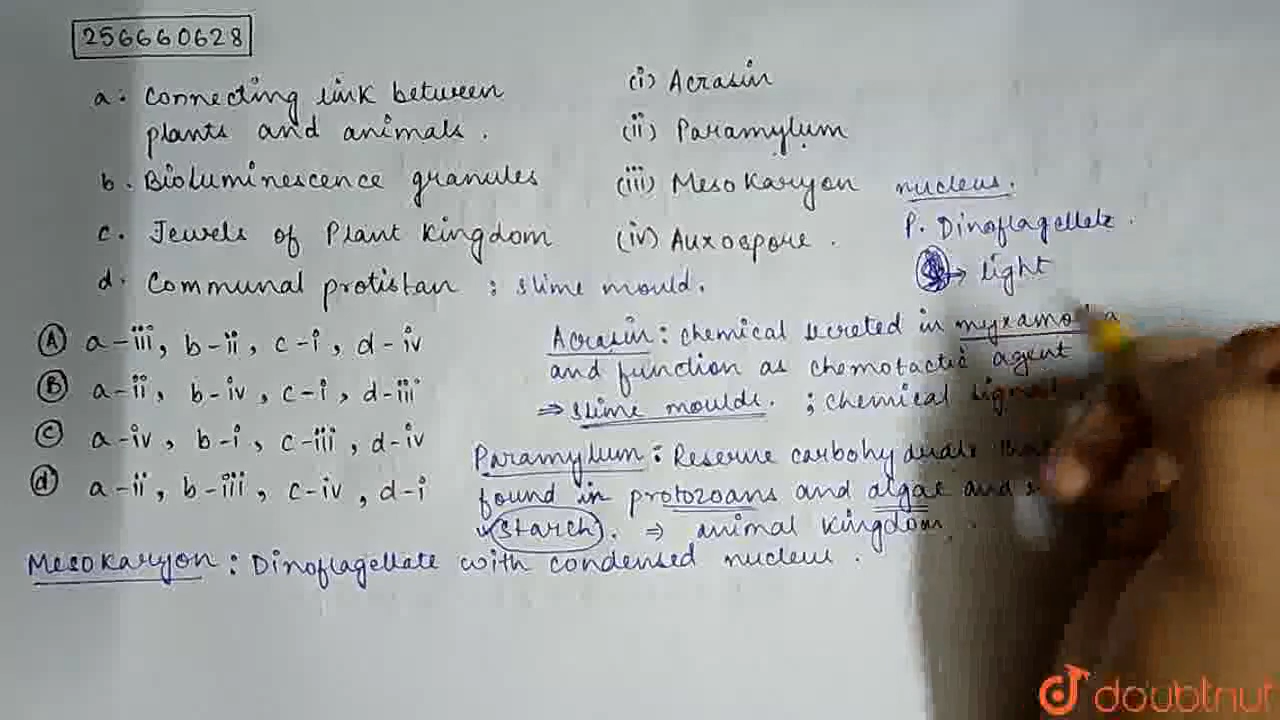 256660628
a. Connecting link between
plants and animals.
(i) Acrasin
(ii) Paramylum
b. Bioluminescence granules
(iii) Mesokaryon nucleus.
P. Dinoflagellate.
c. Jewels of Plant kingdom
(iv) Auxospore.
→ light
d. Communal protistan ; slime mould.
(A) a-iii, b-ii, c-i, d-iv
(B) a-ii, b-iv, c-i, d-iii
(C) a-iv, b-i, c-iii, d-iv
(d) a-ii, b-iii, c-iv, d-i
Acrasin : chemical secreted in
and function as chemotactic agent
⇒ slime moulds. ; chemical
Paramylum : Reserve carbohydrate
found in protozoans and algae and
starch. ⇒ animal kingdom.
Mesokaryon : Dinoflagellate with condensed nucleus.
doubtnut